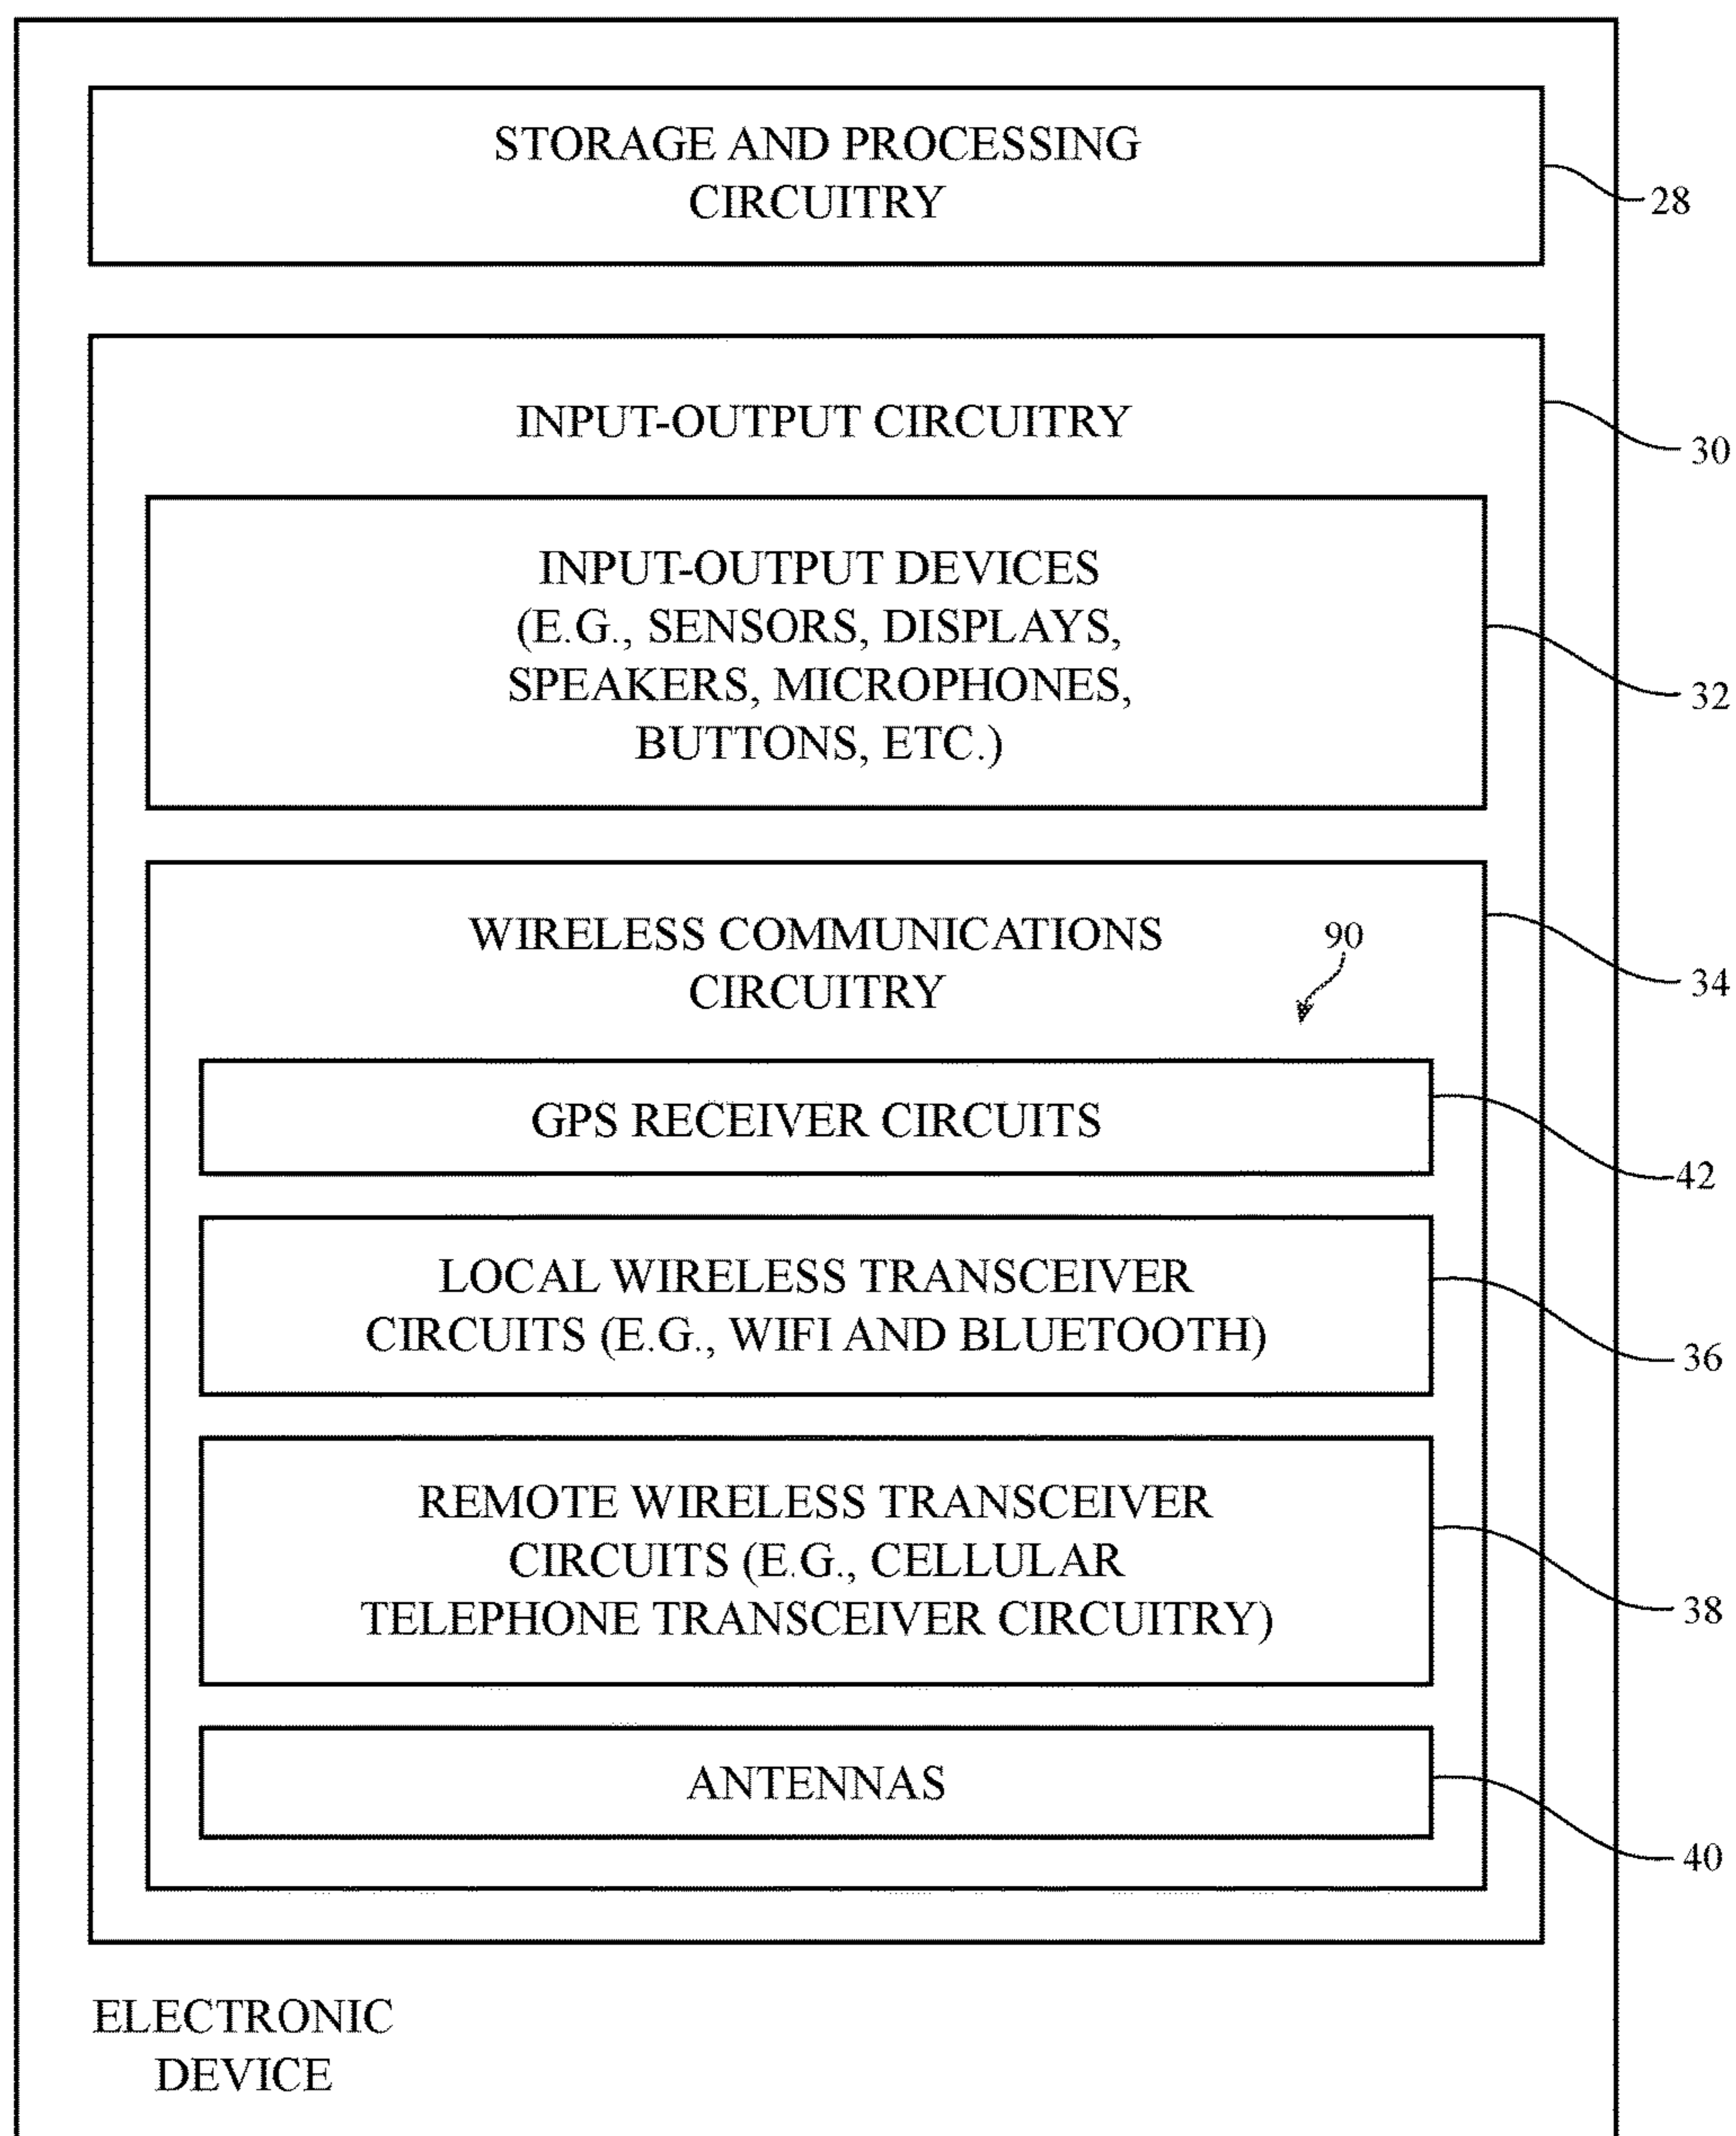 STORAGE AND PROCESSING
CIRCUITRY
28
INPUT-OUTPUT CIRCUITRY
30
INPUT-OUTPUT DEVICES
(E.G., SENSORS, DISPLAYS,
SPEAKERS, MICROPHONES,
BUTTONS, ETC.)
32
WIRELESS COMMUNICATIONS
CIRCUITRY
90
34
GPS RECEIVER CIRCUITS
42
LOCAL WIRELESS TRANSCEIVER
CIRCUITS (E.G., WIFI AND BLUETOOTH)
36
REMOTE WIRELESS TRANSCEIVER
CIRCUITS (E.G., CELLULAR
TELEPHONE TRANSCEIVER CIRCUITRY)
38
ANTENNAS
40
ELECTRONIC
DEVICE